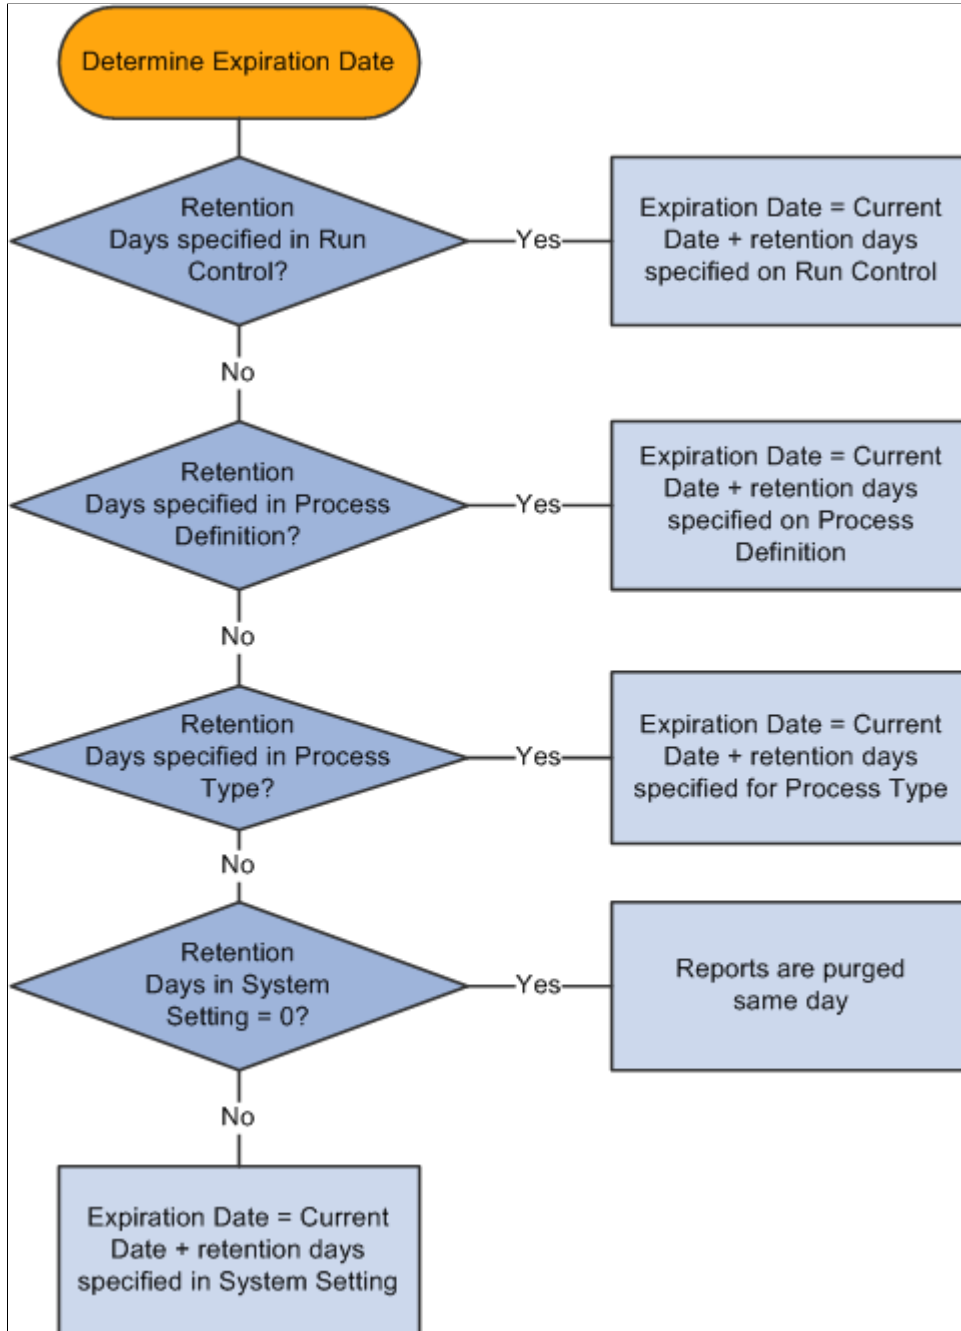 Determine Expiration Date
Retention
Days specified in Run
Control?
Yes
Expiration Date = Current
Date + retention days
specified on Run Control
No
Retention
Days specified in Process
Definition?
Yes
Expiration Date = Current
Date + retention days
specified on Process
Definition
No
Retention
Days specified in Process
Type?
Yes
Expiration Date = Current
Date + retention days
specified for Process Type
No
Retention
Days in System
Setting = 0?
Yes
Reports are purged
same day
No
Expiration Date = Current
Date + retention days
specified in System Setting